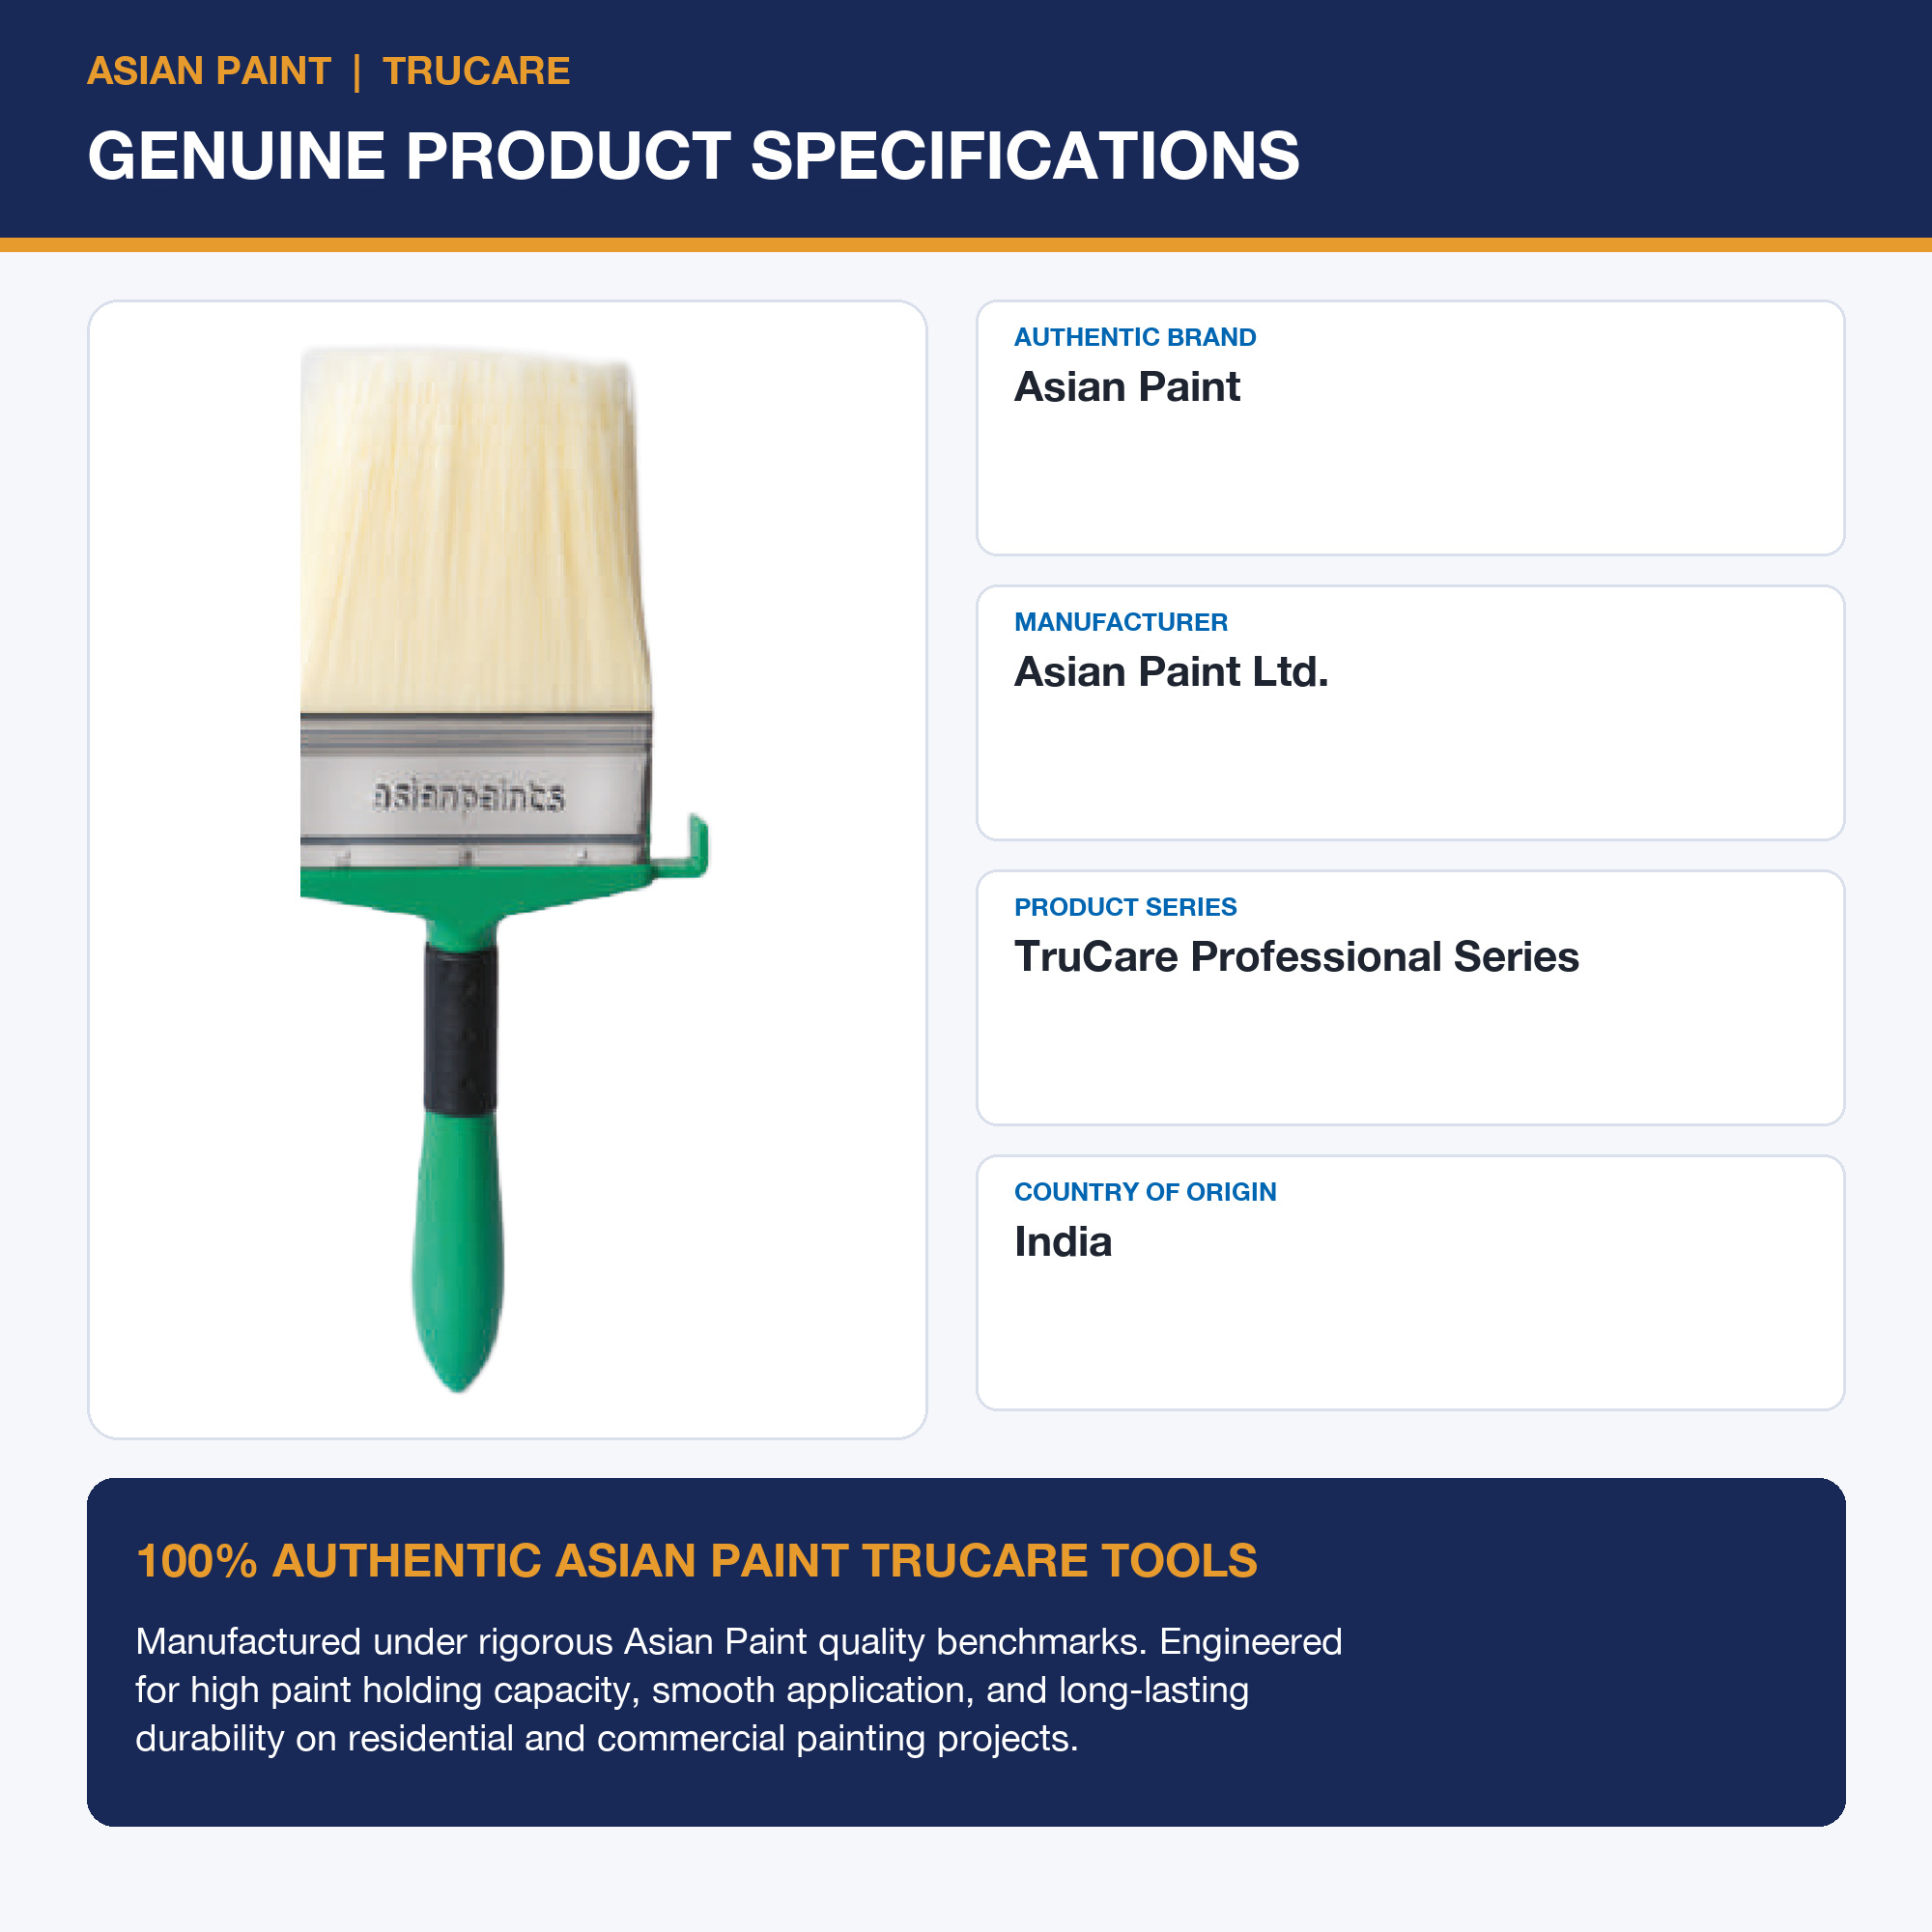 ASIAN PAINT | TRUCARE
GENUINE PRODUCT SPECIFICATIONS
asianpaints
AUTHENTIC BRAND
Asian Paint
MANUFACTURER
Asian Paint Ltd.
PRODUCT SERIES
TruCare Professional Series
COUNTRY OF ORIGIN
India
100% AUTHENTIC ASIAN PAINT TRUCARE TOOLS
Manufactured under rigorous Asian Paint quality benchmarks. Engineered
for high paint holding capacity, smooth application, and long-lasting
durability on residential and commercial painting projects.